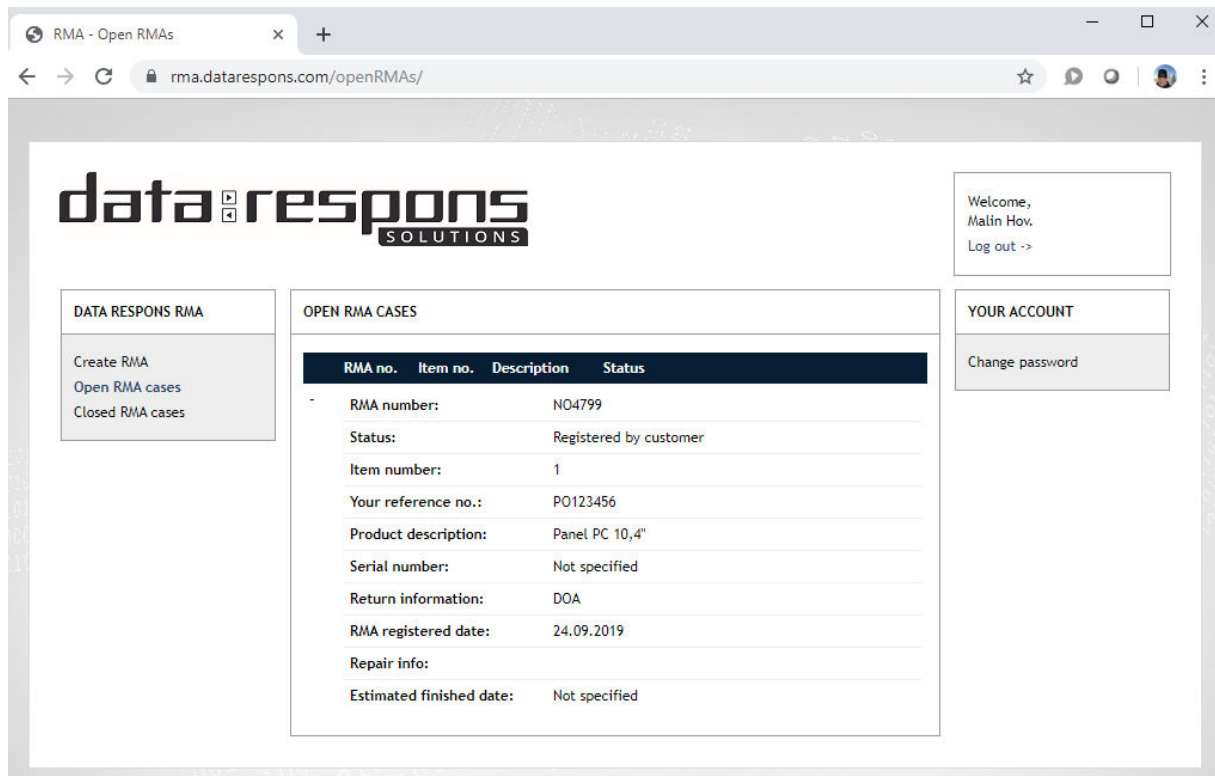 RMA - Open RMAs
rma.datarespons.com/openRMAs/
data respons
SOLUTIONS
Welcome,
Malin Hov.
Log out ->
DATA RESPONS RMA
Create RMA
Open RMA cases
Closed RMA cases
OPEN RMA CASES
RMA no. Item no. Description Status
- RMA number: NO4799
Status: Registered by customer
Item number: 1
Your reference no.: PO123456
Product description: Panel PC 10,4"
Serial number: Not specified
Return information: DOA
RMA registered date: 24.09.2019
Repair info:
Estimated finished date: Not specified
YOUR ACCOUNT
Change password